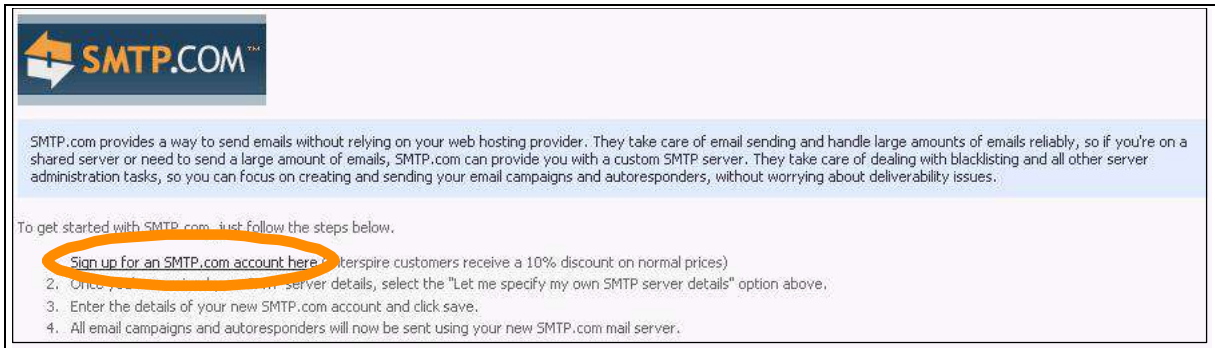 SMTP.COM™
SMTP.com provides a way to send emails without relying on your web hosting provider. They take care of email sending and handle large amounts of emails reliably, so if you're on a
shared server or need to send a large amount of emails, SMTP.com can provide you with a custom SMTP server. They take care of dealing with blacklisting and all other server
administration tasks, so you can focus on creating and sending your email campaigns and autoresponders, without worrying about deliverability issues.
To get started with SMTP.com, just follow the steps below.
Sign up for an SMTP.com account here terspire customers receive a 10% discount on normal prices)
2. Once server details, select the "Let me specify my own SMTP server details" option above.
3. Enter the details of your new SMTP.com account and click save.
4. All email campaigns and autoresponders will now be sent using your new SMTP.com mail server.